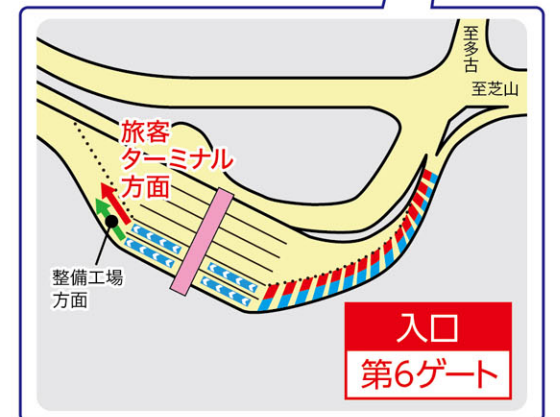 至多古
至芝山
旅客
ターミナル
方面
整備工場
方面
入口
第6ゲート